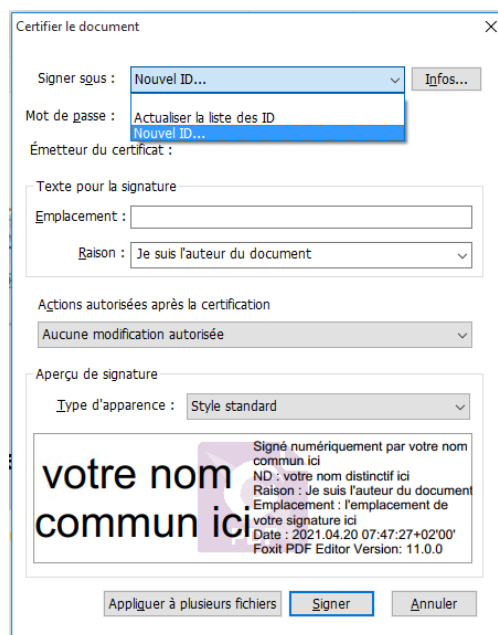 Certifier le document
Signer sous : Nouvel ID... Infos...
Mot de passe : Actualiser la liste des ID
Nouvel ID...
Émetteur du certificat :
Texte pour la signature
Emplacement :
Raison : Je suis l'auteur du document
Actions autorisées après la certification
Aucune modification autorisée
Aperçu de signature
Type d'apparence : Style standard
votre nom
commun ici
Signé numériquement par votre nom
commun ici
ND : votre nom distinctif ici
Raison : Je suis l'auteur du document
Emplacement : l'emplacement de
votre signature ici
Date : 2021.04.20 07:47:27+02'00'
Foxit PDF Editor Version: 11.0.0
Appliquer à plusieurs fichiers Signer Annuler